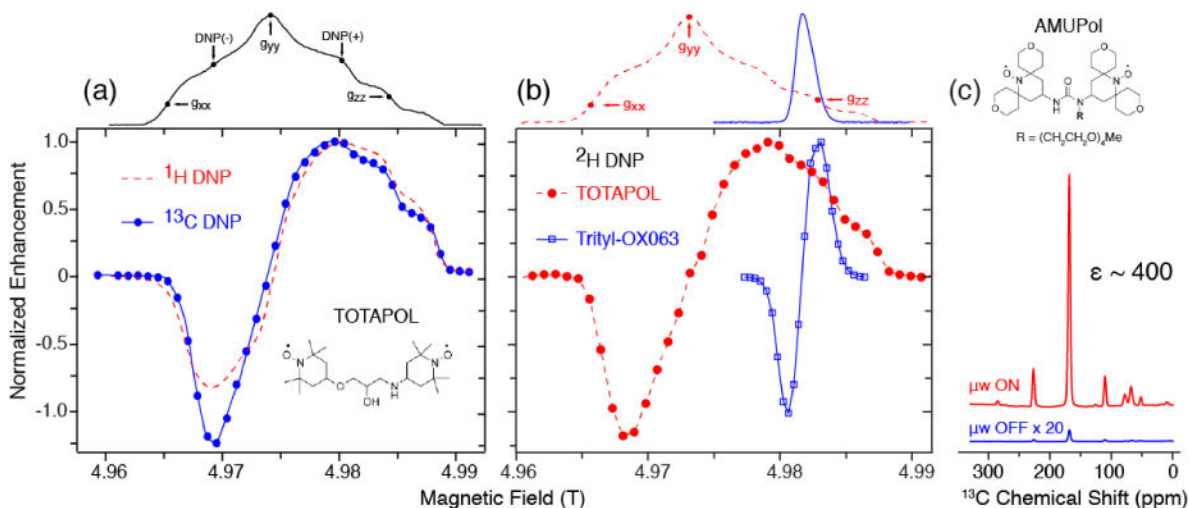 DNP(-)
DNP(+)
gyy
gxx
gzz
(a)
1H DNP
13C DNP
TOTAPOL
O
N
O
OH
H
N
N
O
1.0
0.5
0
-0.5
-1.0
Normalized Enhancement
4.96
4.97
4.98
4.99
gyy
gxx
gzz
(b)
2H DNP
TOTAPOL
Trityl-OX063
4.96
4.97
4.98
4.99
Magnetic Field (T)
(c)
AMUPol
O
O
O
N
O
N
H
N
R
N
O
O
O
R = (CH2CH2O)4Me
ε ~ 400
µw ON
µw OFF x 20
300
200
100
0
13C Chemical Shift (ppm)